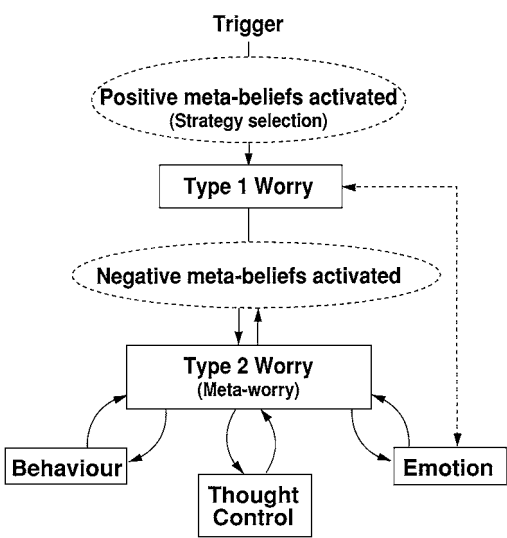 Trigger
Positive meta-beliefs activated
(Strategy selection)
Type 1 Worry
Negative meta-beliefs activated
Type 2 Worry
(Meta-worry)
Behaviour
Thought
Control
Emotion